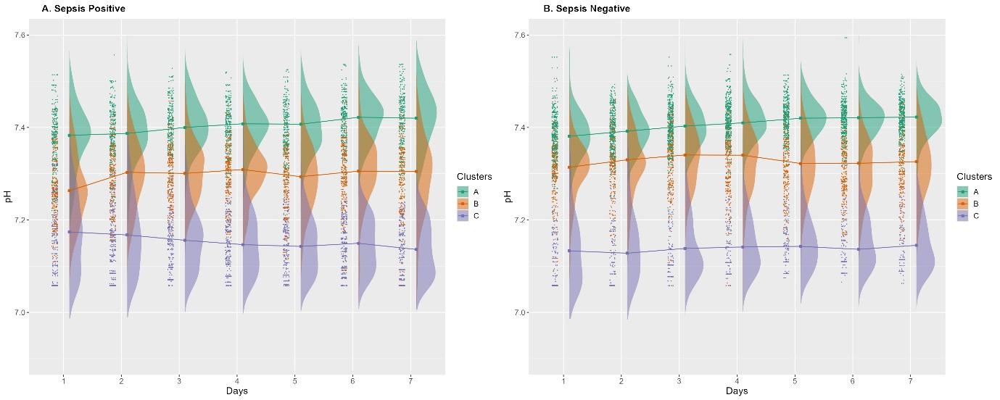 A. Sepsis Positive
7.6
7.4
7.2
7.0
pH
1 2 3 4 5 6 7
Days
Clusters
A
B
C
B. Sepsis Negative
7.6
7.4
7.2
7.0
pH
1 2 3 4 5 6 7
Days
Clusters
A
B
C